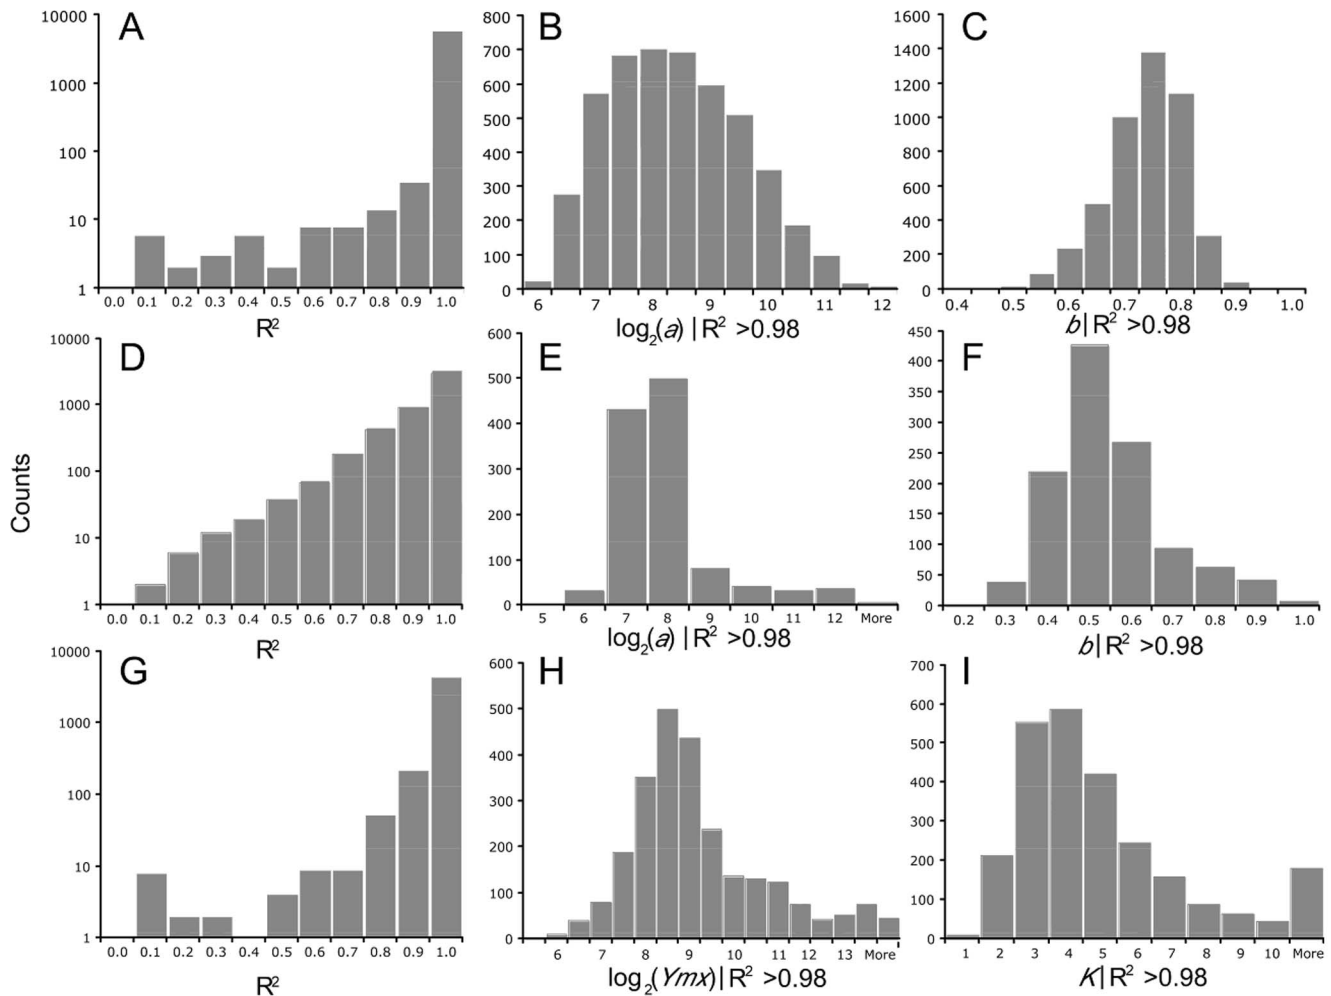 A
10000
1000
100
10
1
0.0 0.1 0.2 0.3 0.4 0.5 0.6 0.7 0.8 0.9 1.0
R²
B
800
700
600
500
400
300
200
100
0
6 7 8 9 10 11 12
log₂(a) | R² >0.98
C
1600
1400
1200
1000
800
600
400
200
0
0.4 0.5 0.6 0.7 0.8 0.9 1.0
b | R² >0.98
Counts
D
10000
1000
100
10
1
0.0 0.1 0.2 0.3 0.4 0.5 0.6 0.7 0.8 0.9 1.0
R²
E
600
500
400
300
200
100
0
5 6 7 8 9 10 11 12 More
log₂(a) | R² >0.98
F
450
400
350
300
250
200
150
100
50
0
0.2 0.3 0.4 0.5 0.6 0.7 0.8 0.9 1.0
b | R² >0.98
G
10000
1000
100
10
1
0.0 0.1 0.2 0.3 0.4 0.5 0.6 0.7 0.8 0.9 1.0
R²
H
600
500
400
300
200
100
0
6 7 8 9 10 11 12 13 More
log₂(Ymx) | R² >0.98
I
700
600
500
400
300
200
100
0
1 2 3 4 5 6 7 8 9 10 More
K | R² >0.98